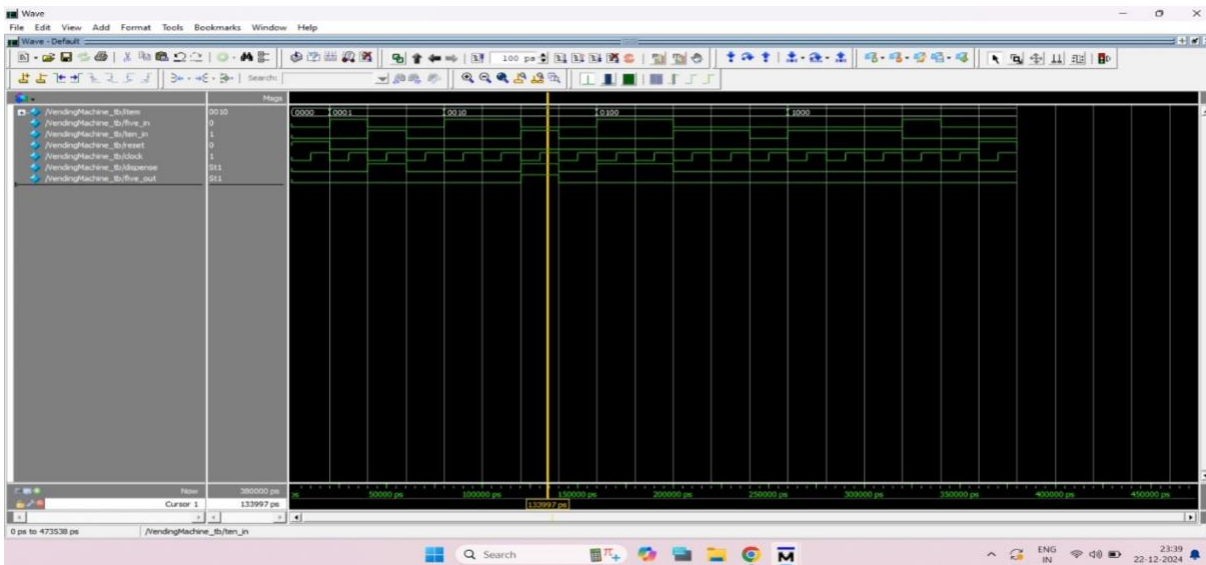 Wave
File Edit View Add Format Tools Bookmarks Window Help
Wave - Default
100 ps
Search:
Msgs
/VendingMachine_tb/item 0010 0000 0001 0010 0100 1000
/VendingMachine_tb/five_in 0
/VendingMachine_tb/ten_in 1
/VendingMachine_tb/reset 0
/VendingMachine_tb/clock 1
/VendingMachine_tb/dispense St1
/VendingMachine_tb/five_out St1
Now 380000 ps ps 50000 ps 100000 ps 150000 ps 200000 ps 250000 ps 300000 ps 350000 ps 400000 ps 450000 ps
Cursor 1 133997 ps 133997 ps
0 ps to 473538 ps /VendingMachine_tb/ten_in
Search
ENG 23:39
IN 22-12-2024